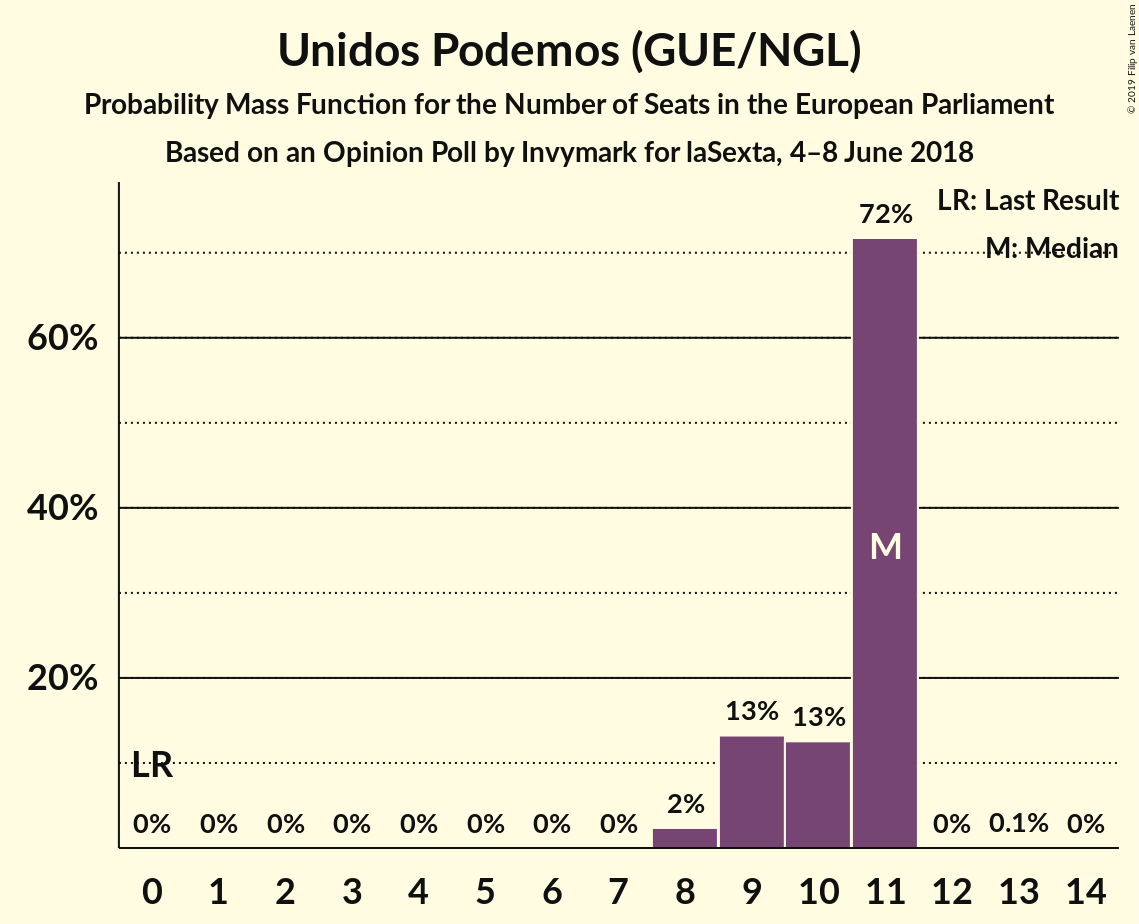 Unidos Podemos (GUE/NGL)
Probability Mass Function for the Number of Seats in the European Parliament
Based on an Opinion Poll by Invymark for laSexta, 4–8 June 2018
© 2019 Filip van Laenen
LR: Last Result
M: Median
72%
60%
40%
M
20%
13% 13%
LR
2%
0% 0% 0% 0% 0% 0% 0% 0% 0% 0.1% 0%
0 1 2 3 4 5 6 7 8 9 10 11 12 13 14